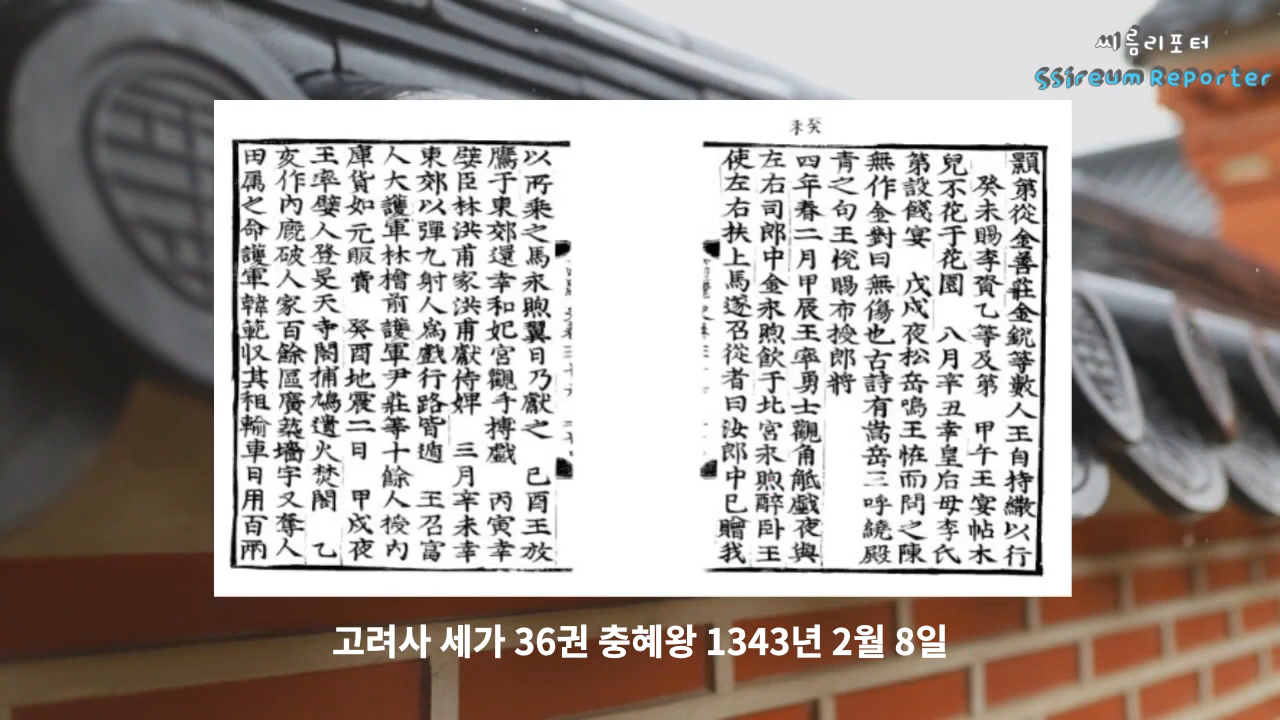 씨름리포터
Ssireum Reporter
癸未
顯第從金善莊金銳等數人王自持繖以行
癸未賜李資乙等及第 甲午王宴帖木
兒不花于花園 八月辛丑幸皇后母李氏
第設餞宴 戊戍夜松岳鳴王恠而問之陳
無作金對曰無傷也古詩有嵩岳三呼繞殿
青之句王恱賜布授郎將
四年春二月甲辰王率勇士觀角觝戲夜與
左右司郎中金永煦飲于北宮永煦醉卧王
使左右扶上馬遂召從者曰汝郎中已贈我
以所乘之馬永煦翼日乃獻之 己酉王放
鷹于東郊還幸和妃宮觀手搏戲 丙寅幸
嬖臣林洪甫家洪甫獻侍婢 三月辛未幸
東郊以彈九射人爲戲行路皆逎 王召富
人大護軍林檜前護軍尹莊等十餘人授內
庫貨如元販賣 癸酉地震二日 甲戍夜
王率嬖人登旻天寺閣捕鳩遺火焚閣 乙
亥作內廐破人家百餘區廣築墻宇又奪人
田屬之命護軍韓範收其租輸車日用百兩
고려사 세가 36권 충혜왕 1343년 2월 8일